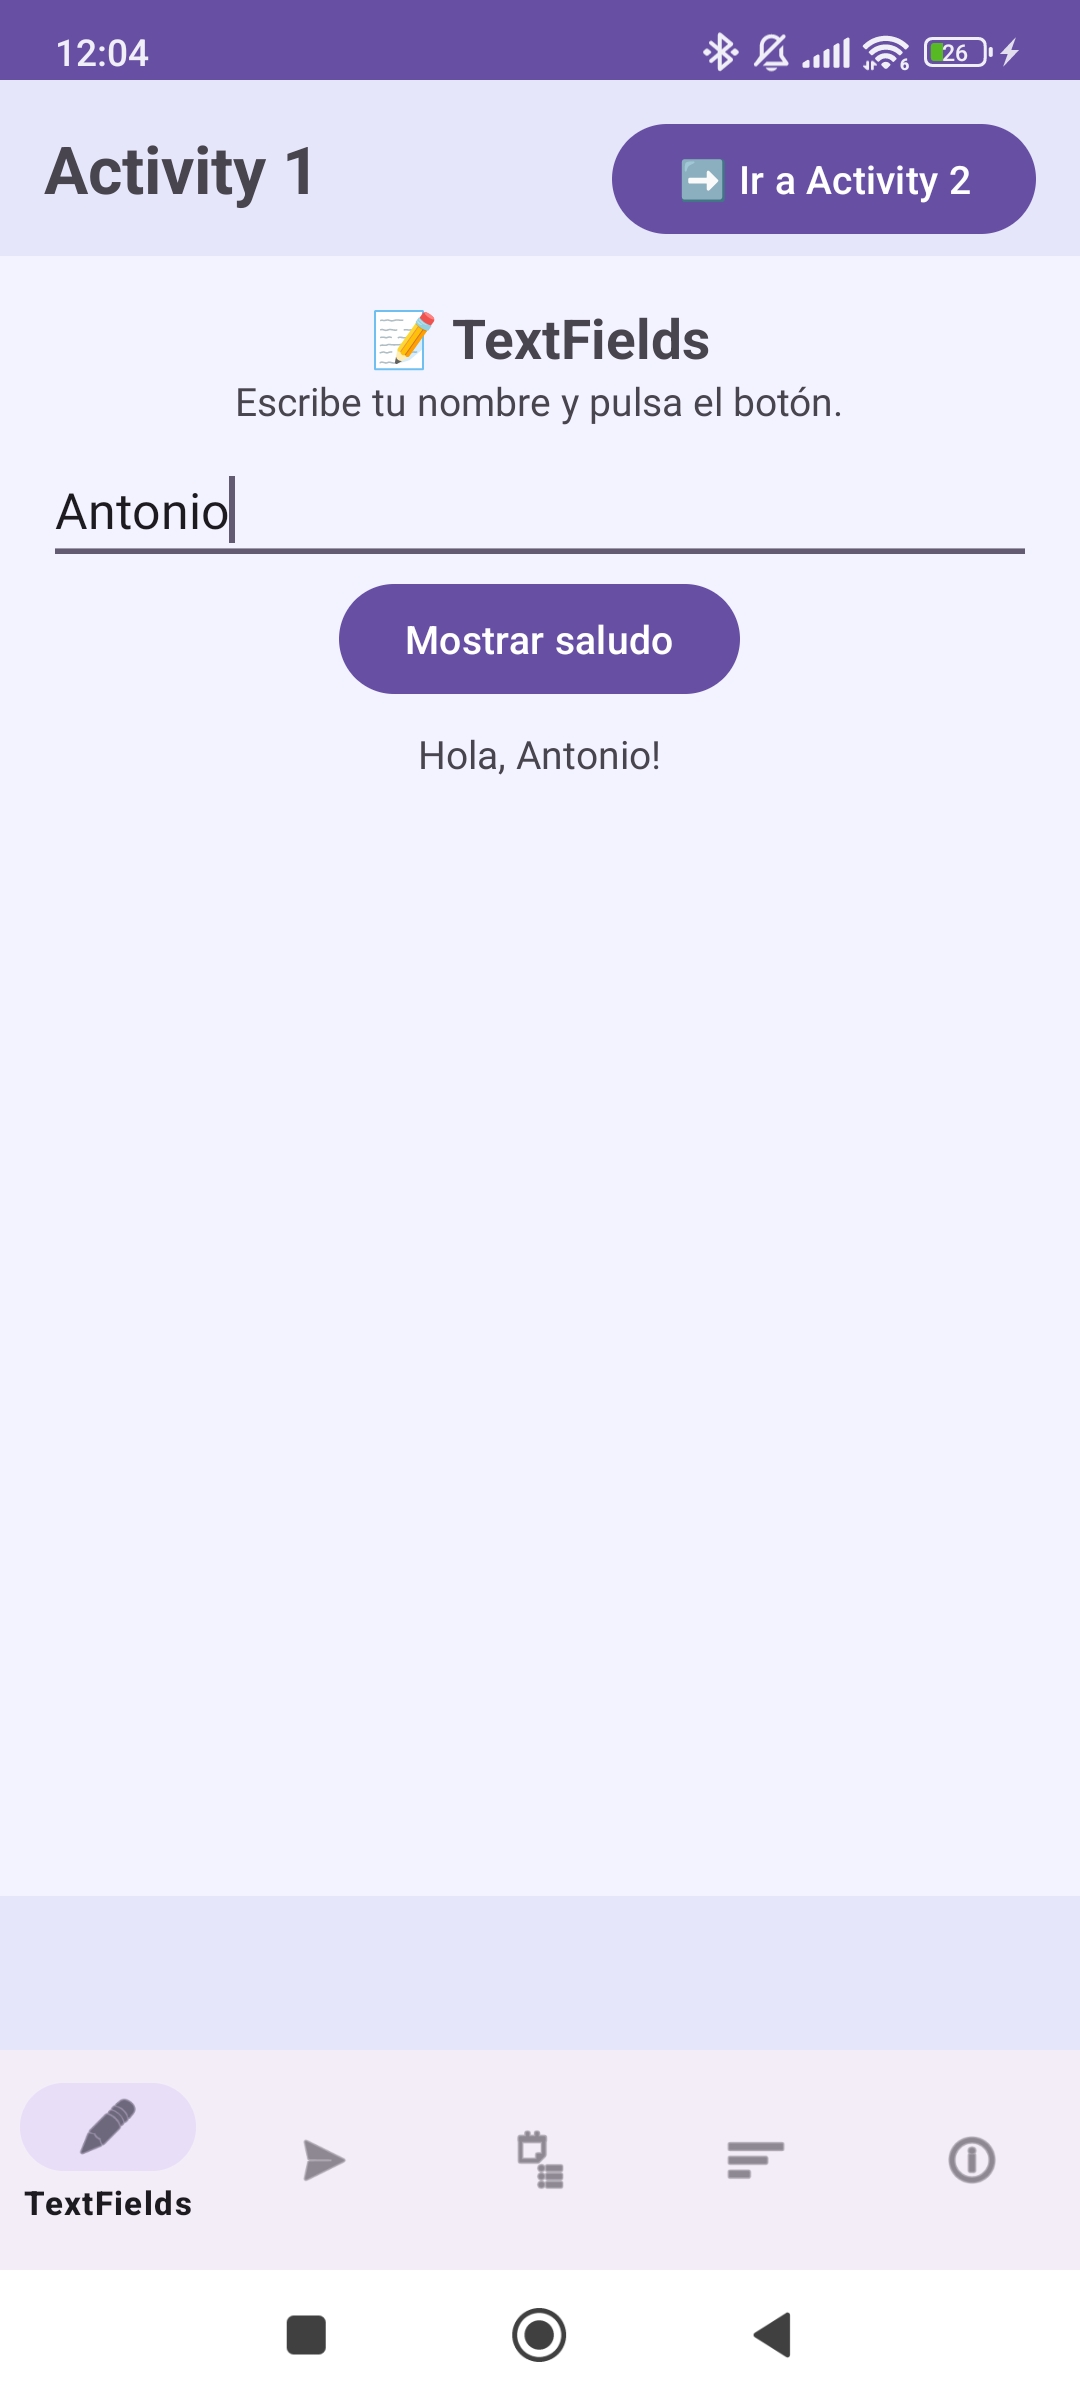 12:04
6
26
Activity 1
➡️ Ir a Activity 2
📝 TextFields
Escribe tu nombre y pulsa el botón.
Antonio
Mostrar saludo
Hola, Antonio!
TextFields